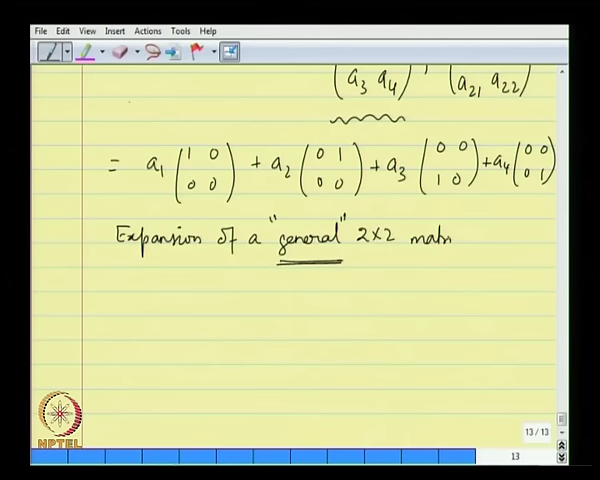 File Edit View Insert Actions Tools Help
(a3 a4) , (a21 a22)
= a1 (1 0 + a2 (0 1 + a3 (0 0 + a4 (0 0
0 0) 0 0) 1 0) 0 1)
Expansion of a "general" 2×2 matri
13 / 13
NPTEL
13